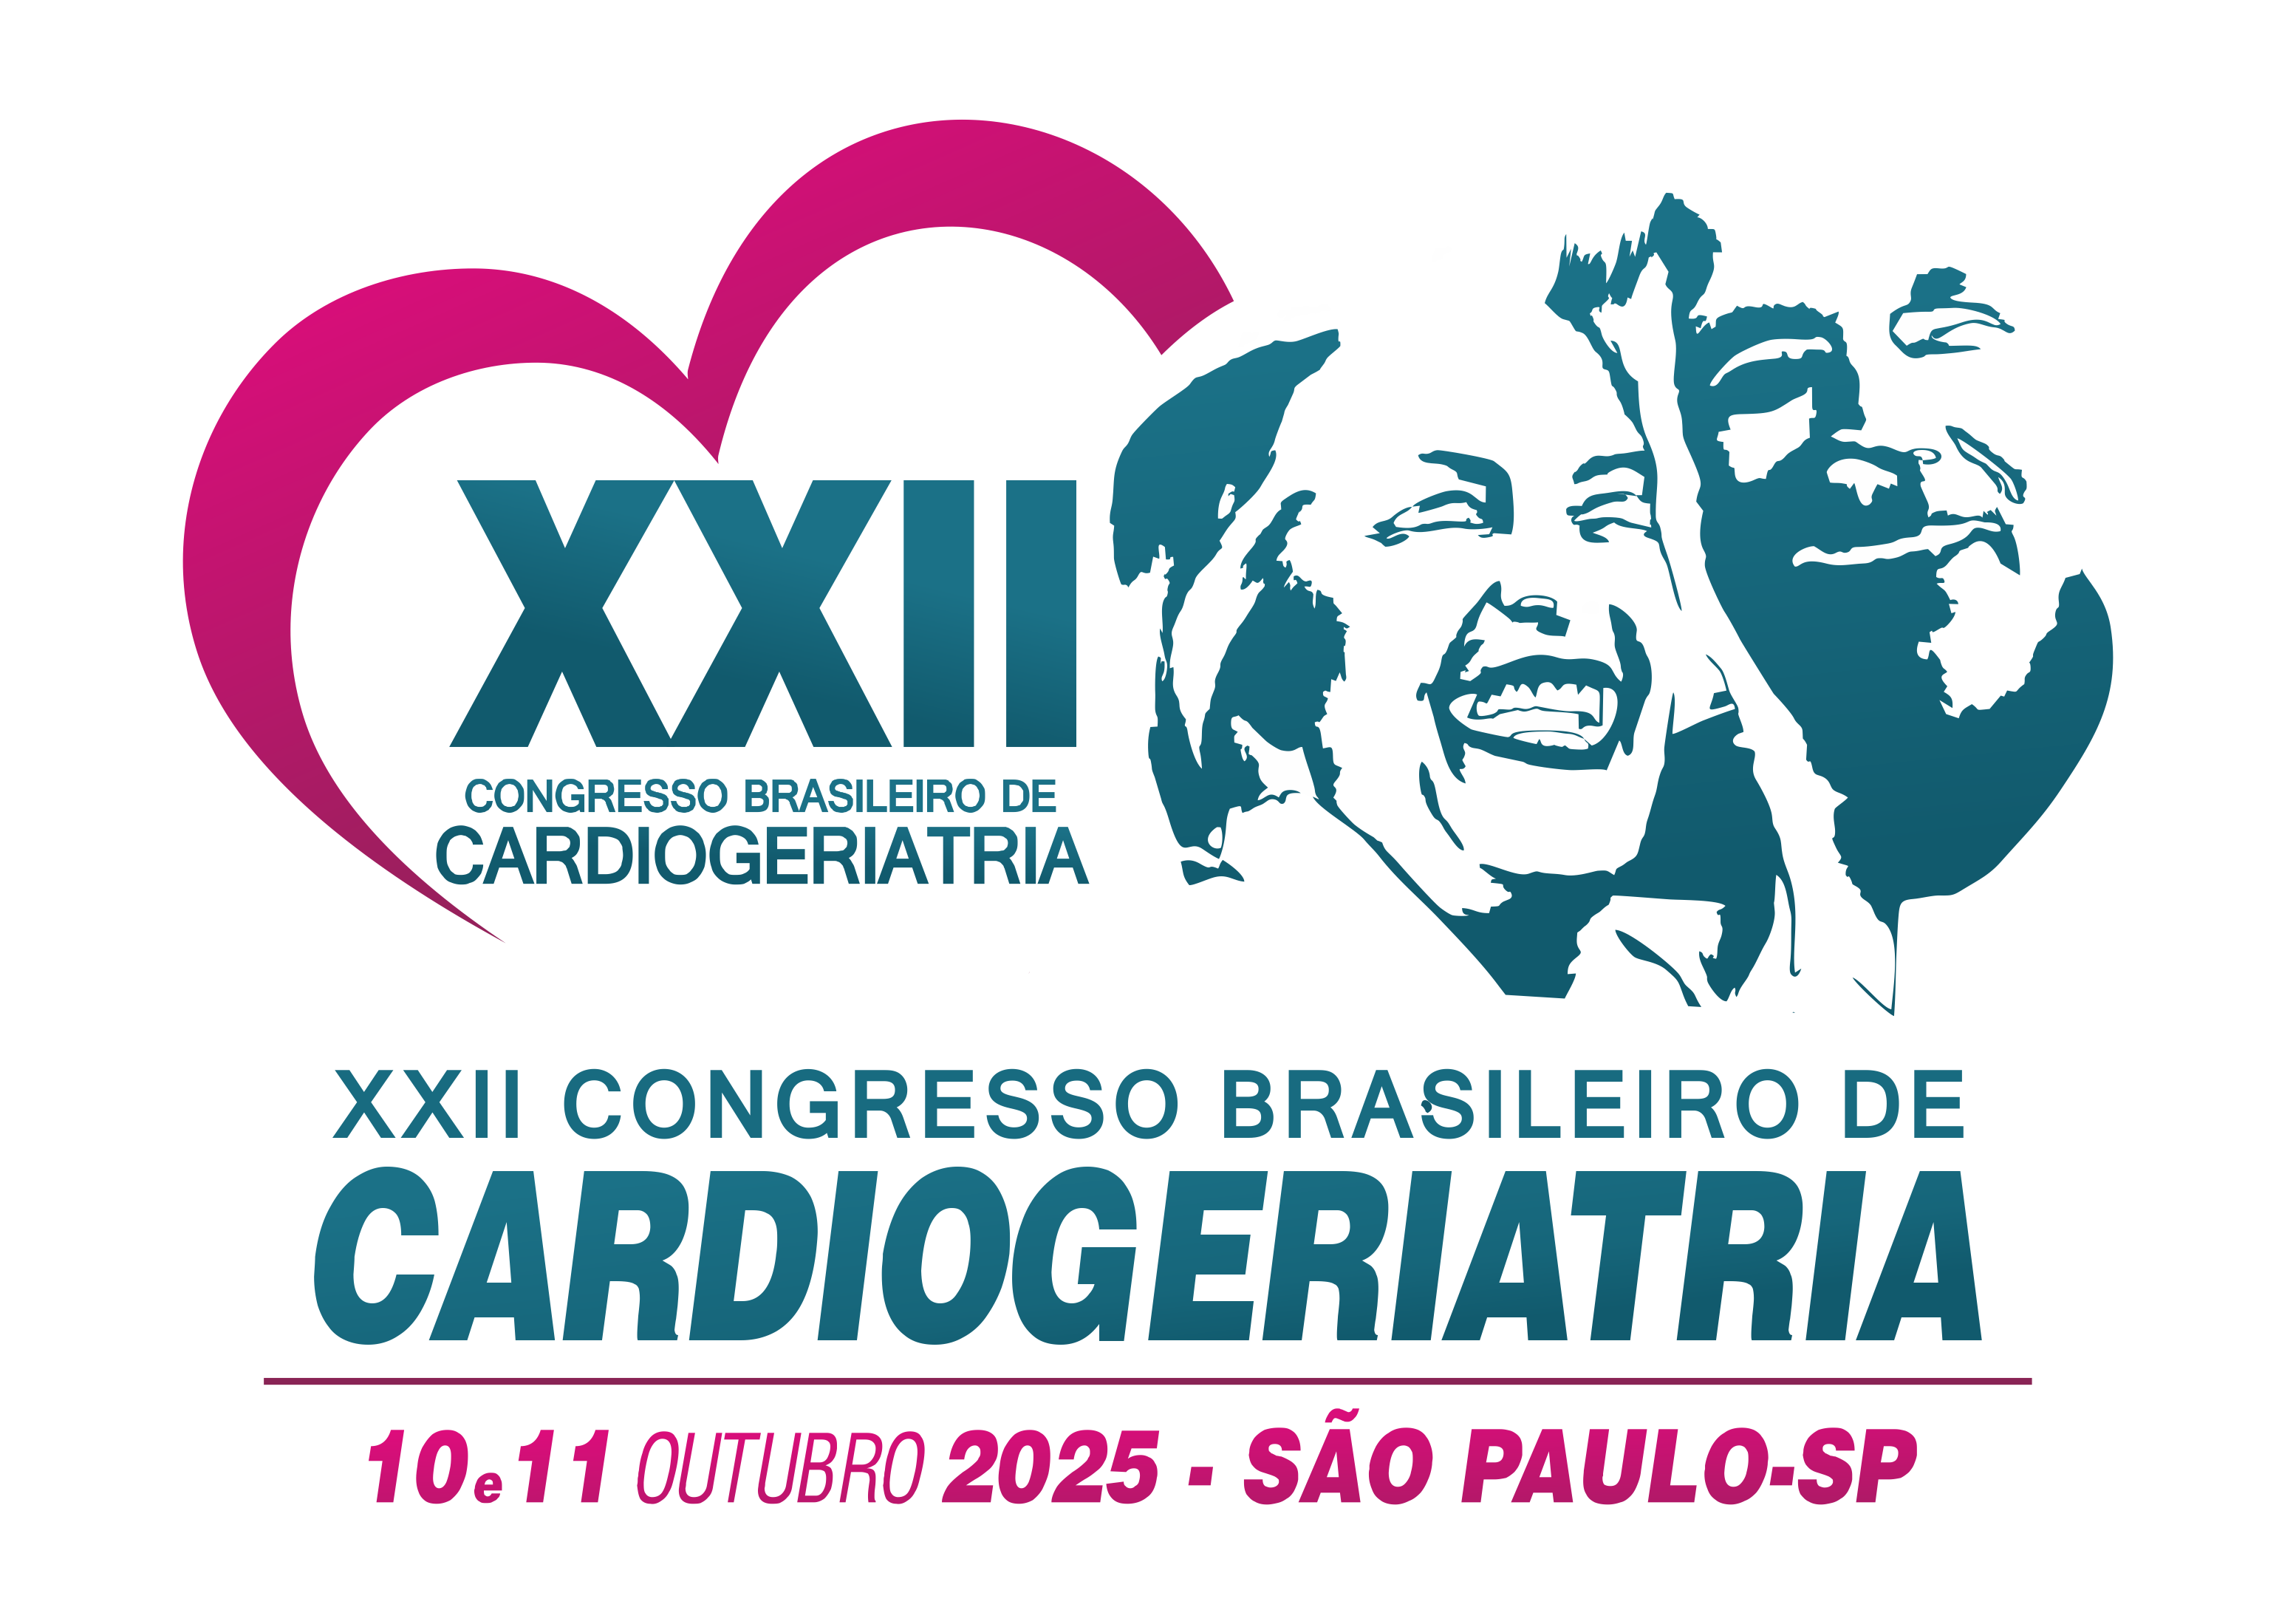 XXII
CONGRESSO BRASILEIRO DE
CARDIOGERIATRIA
XXII CONGRESSO BRASILEIRO DE
CARDIOGERIATRIA
10 e 11 OUTUBRO 2025 - SÃO PAULO-SP